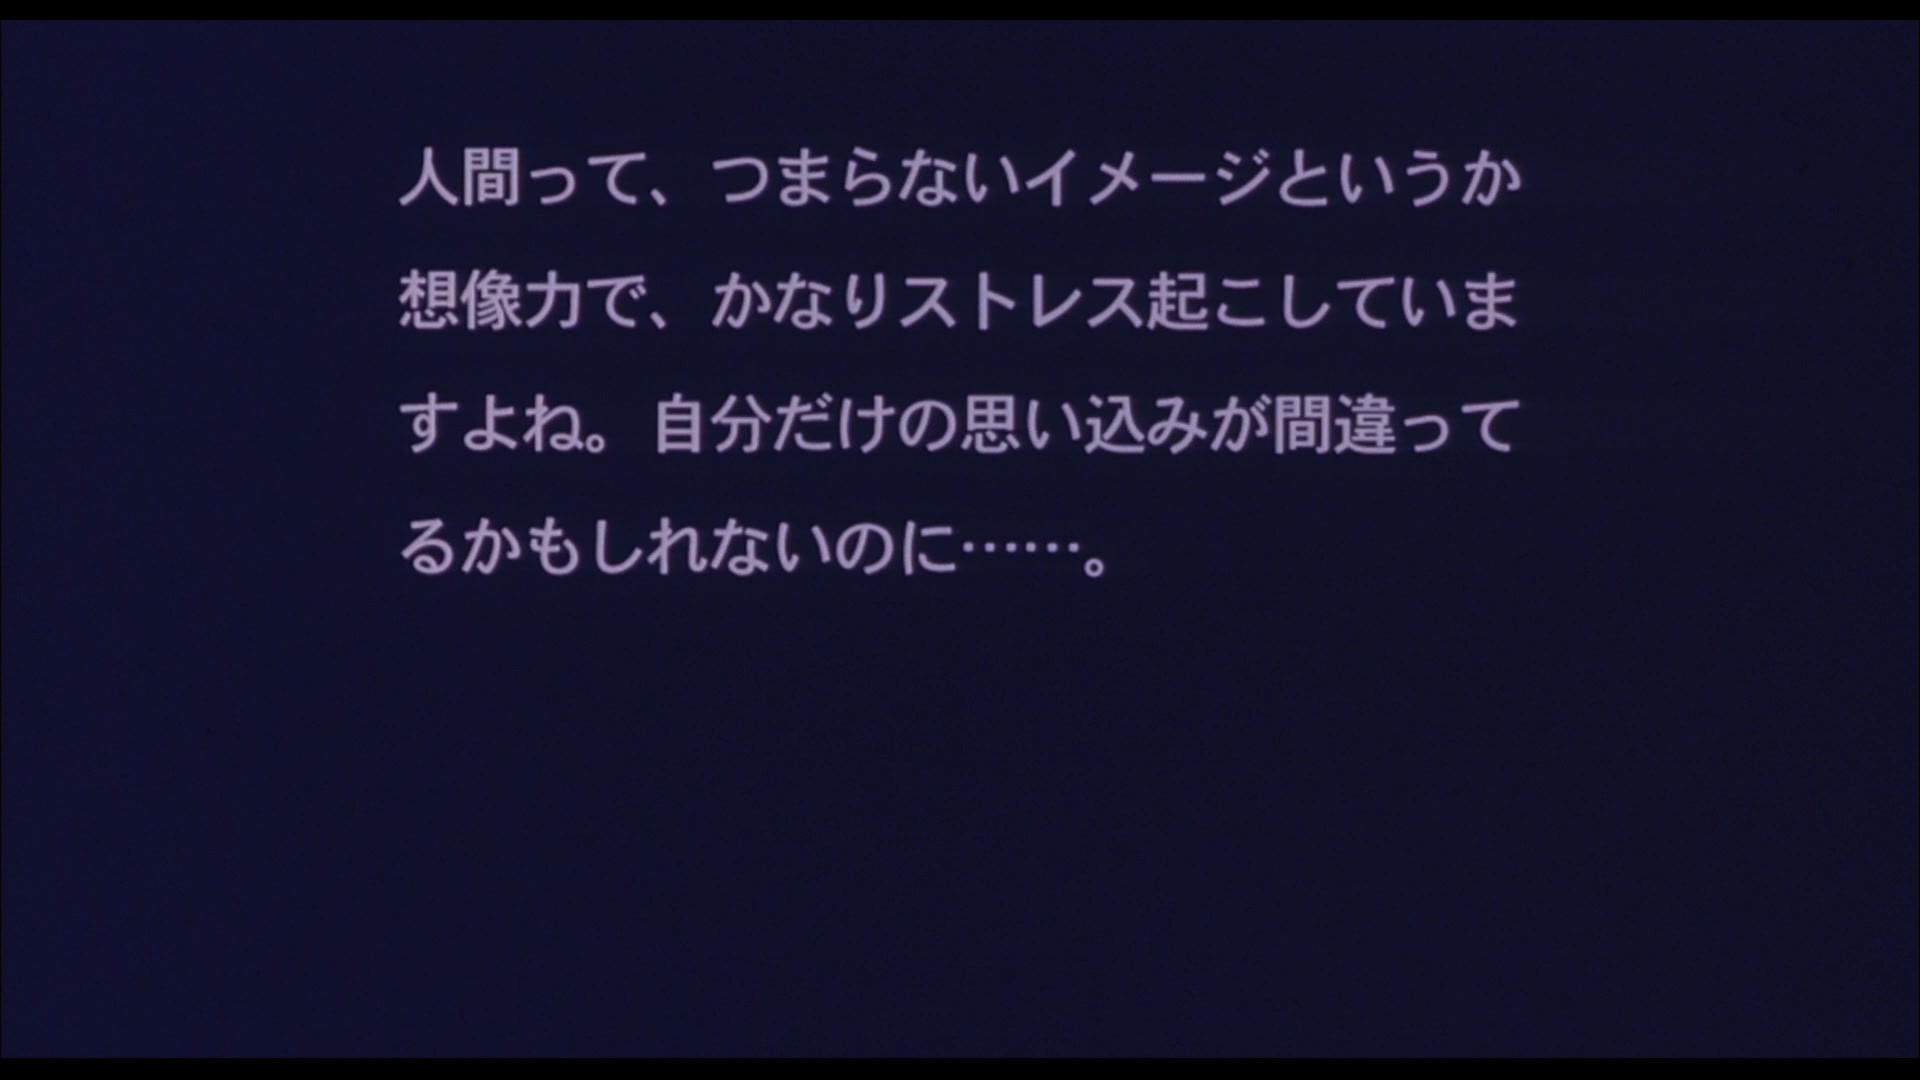 人間って、つまらないイメージというか
想像力で、かなりストレス起こしていま
すよね。自分だけの思い込みが間違って
るかもしれないのに……。